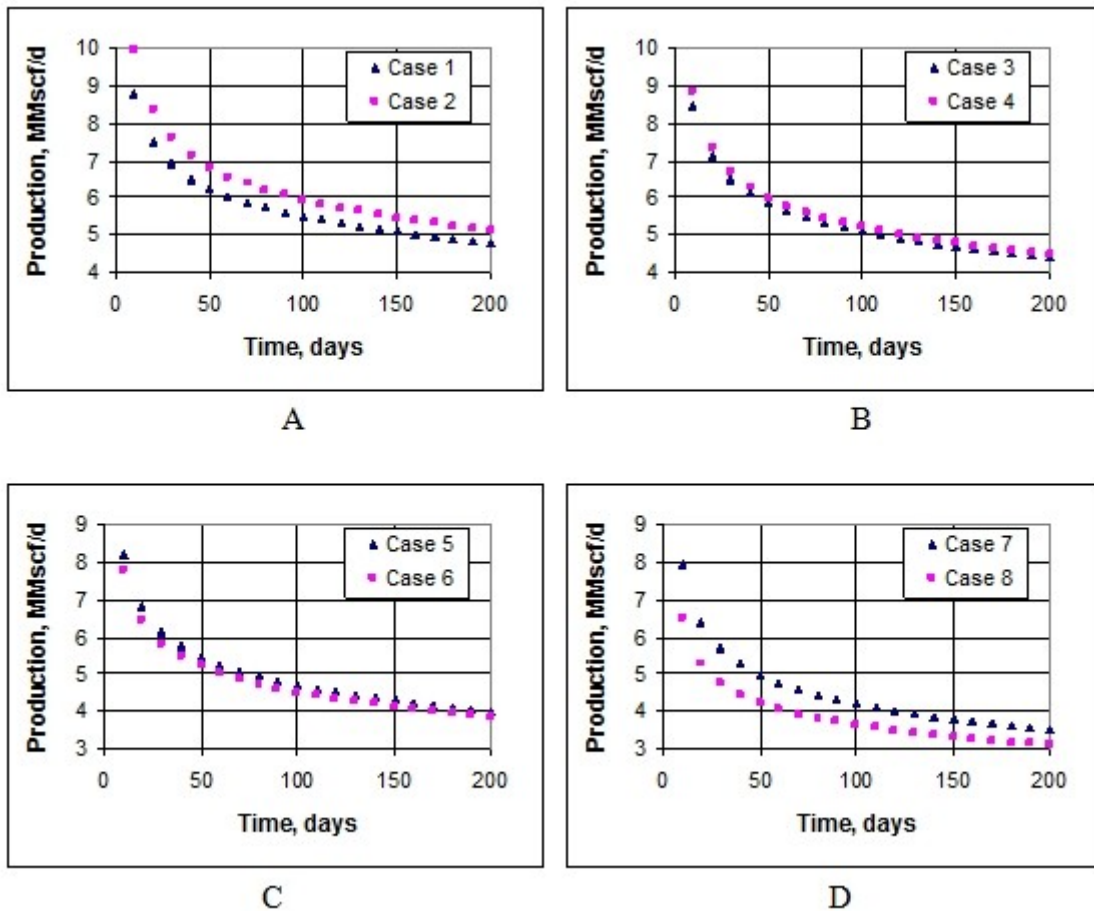 Production, MMscf/d
10
9
8
7
6
5
4
0 50 100 150 200
Time, days
Case 1
Case 2
A
Production, MMscf/d
10
9
8
7
6
5
4
0 50 100 150 200
Time, days
Case 3
Case 4
B
Production, MMscf/d
9
8
7
6
5
4
3
0 50 100 150 200
Time, days
Case 5
Case 6
C
Production, MMscf/d
9
8
7
6
5
4
3
0 50 100 150 200
Time, days
Case 7
Case 8
D